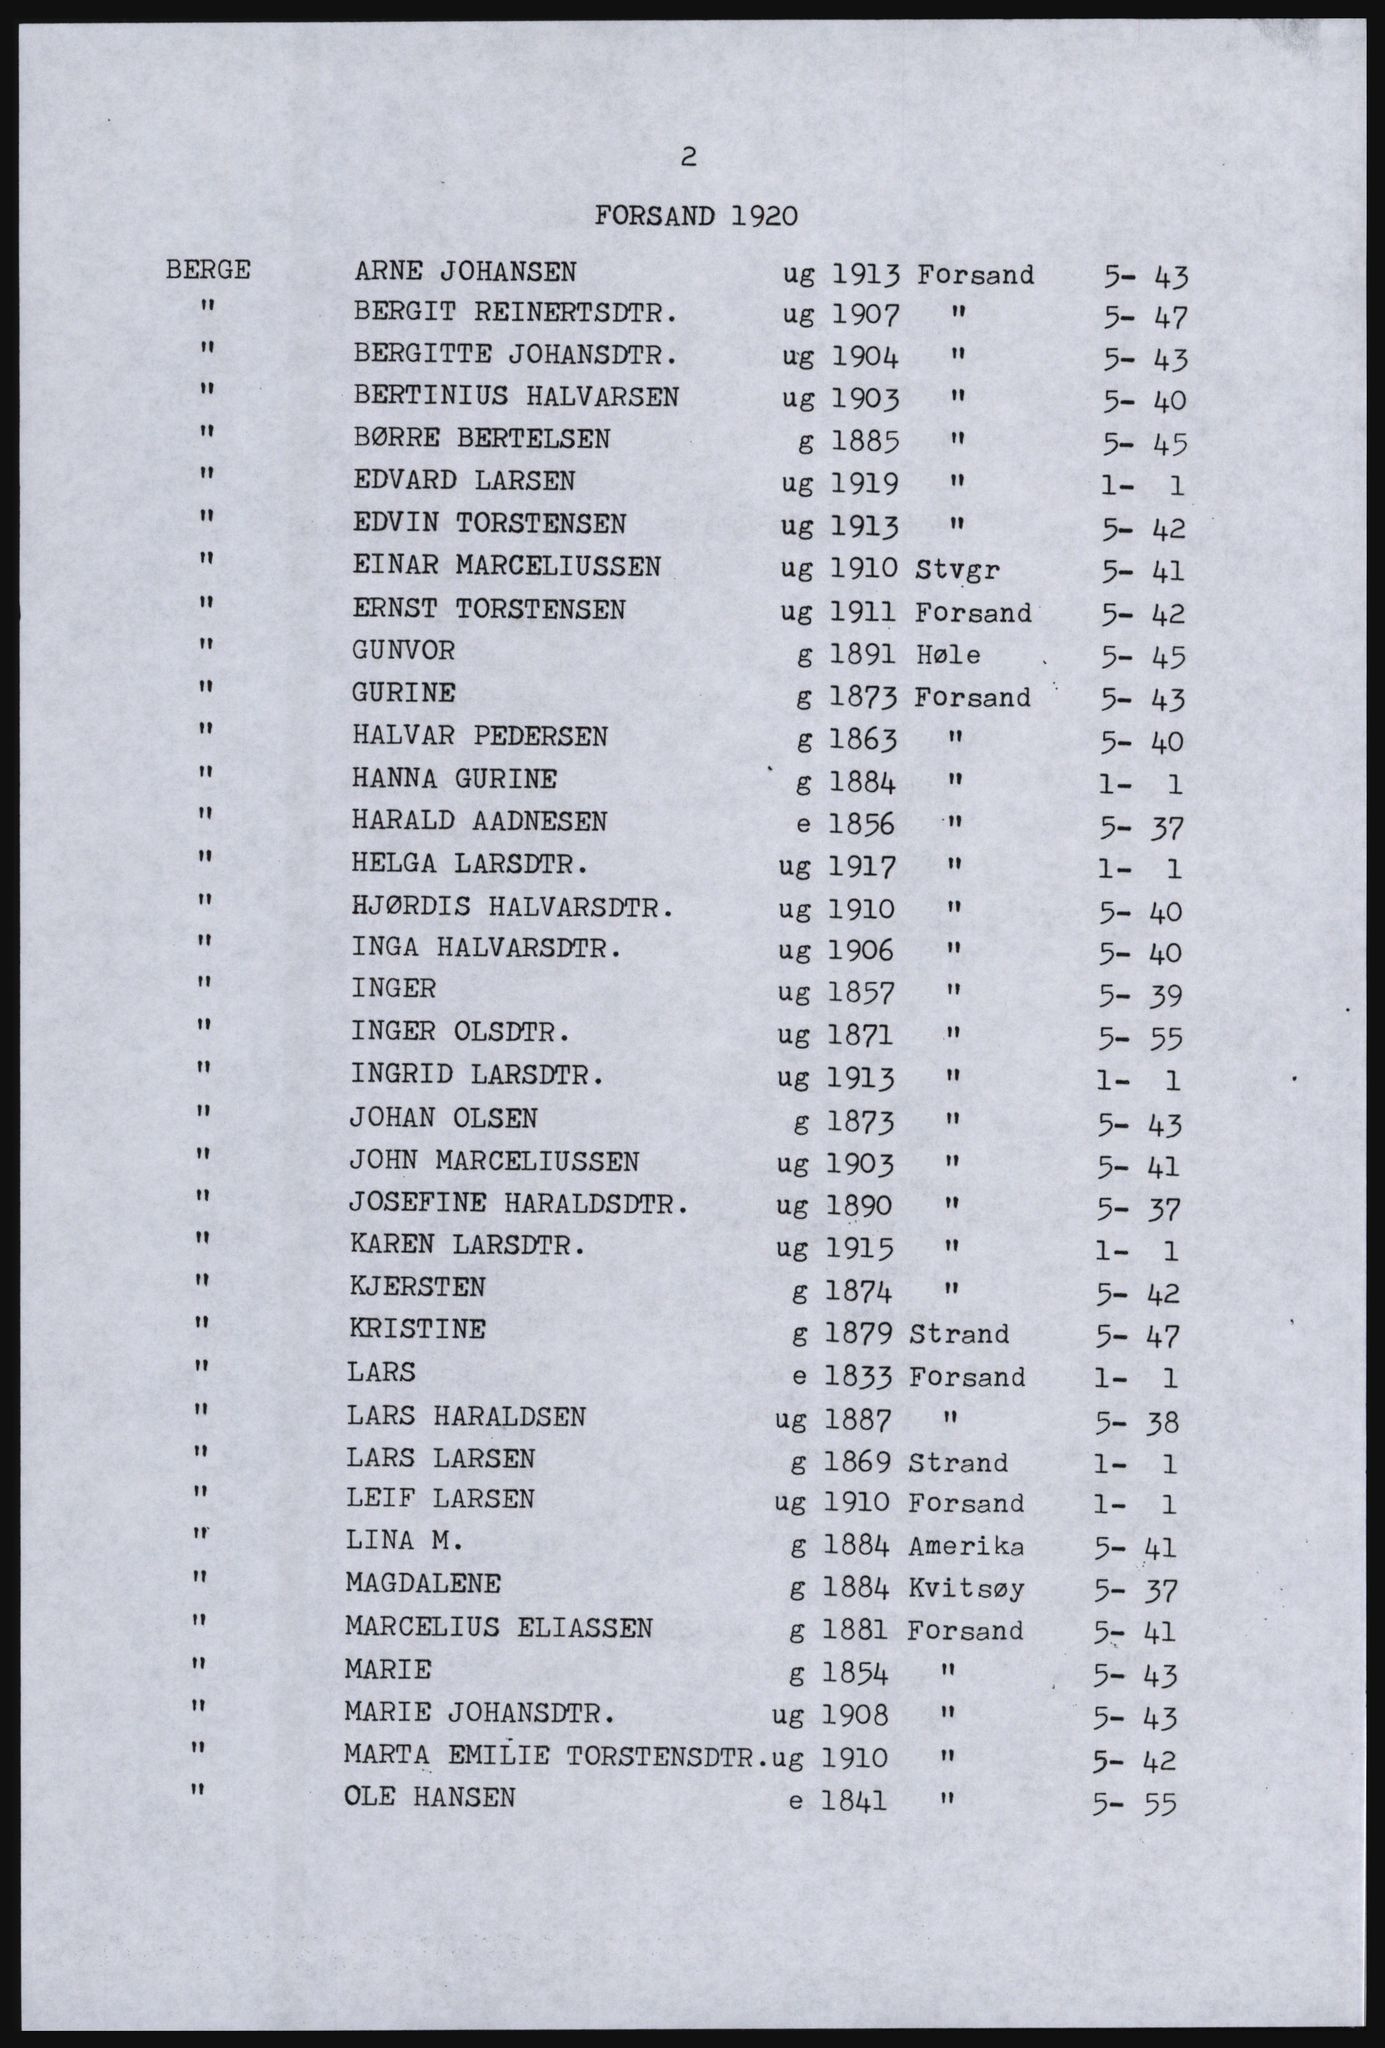 2
FORSAND 1920
BERGE ARNE JOHANSEN ug 1913 Forsand 5- 43
" BERGIT REINERTSDTR. ug 1907 " 5- 47
" BERGITTE JOHANSDTR. ug 1904 " 5- 43
" BERTINIUS HALVARSEN ug 1903 " 5- 40
" BØRRE BERTELSEN g 1885 " 5- 45
" EDVARD LARSEN ug 1919 " 1- 1
" EDVIN TORSTENSEN ug 1913 " 5- 42
" EINAR MARCELIUSSEN ug 1910 Stvgr 5- 41
" ERNST TORSTENSEN ug 1911 Forsand 5- 42
" GUNVOR g 1891 Høle 5- 45
" GURINE g 1873 Forsand 5- 43
" HALVAR PEDERSEN g 1863 " 5- 40
" HANNA GURINE g 1884 " 1- 1
" HARALD AADNESEN e 1856 " 5- 37
" HELGA LARSDTR. ug 1917 " 1- 1
" HJØRDIS HALVARSDTR. ug 1910 " 5- 40
" INGA HALVARSDTR. ug 1906 " 5- 40
" INGER ug 1857 " 5- 39
" INGER OLSDTR. ug 1871 " 5- 55
" INGRID LARSDTR. ug 1913 " 1- 1
" JOHAN OLSEN g 1873 " 5- 43
" JOHN MARCELIUSSEN ug 1903 " 5- 41
" JOSEFINE HARALDSDTR. ug 1890 " 5- 37
" KAREN LARSDTR. ug 1915 " 1- 1
" KJERSTEN g 1874 " 5- 42
" KRISTINE g 1879 Strand 5- 47
" LARS e 1833 Forsand 1- 1
" LARS HARALDSEN ug 1887 " 5- 38
" LARS LARSEN g 1869 Strand 1- 1
" LEIF LARSEN ug 1910 Forsand 1- 1
" LINA M. g 1884 Amerika 5- 41
" MAGDALENE g 1884 Kvitsøy 5- 37
" MARCELIUS ELIASSEN g 1881 Forsand 5- 41
" MARIE g 1854 " 5- 43
" MARIE JOHANSDTR. ug 1908 " 5- 43
" MARTA EMILIE TORSTENSDTR.ug 1910 " 5- 42
" OLE HANSEN e 1841 " 5- 55